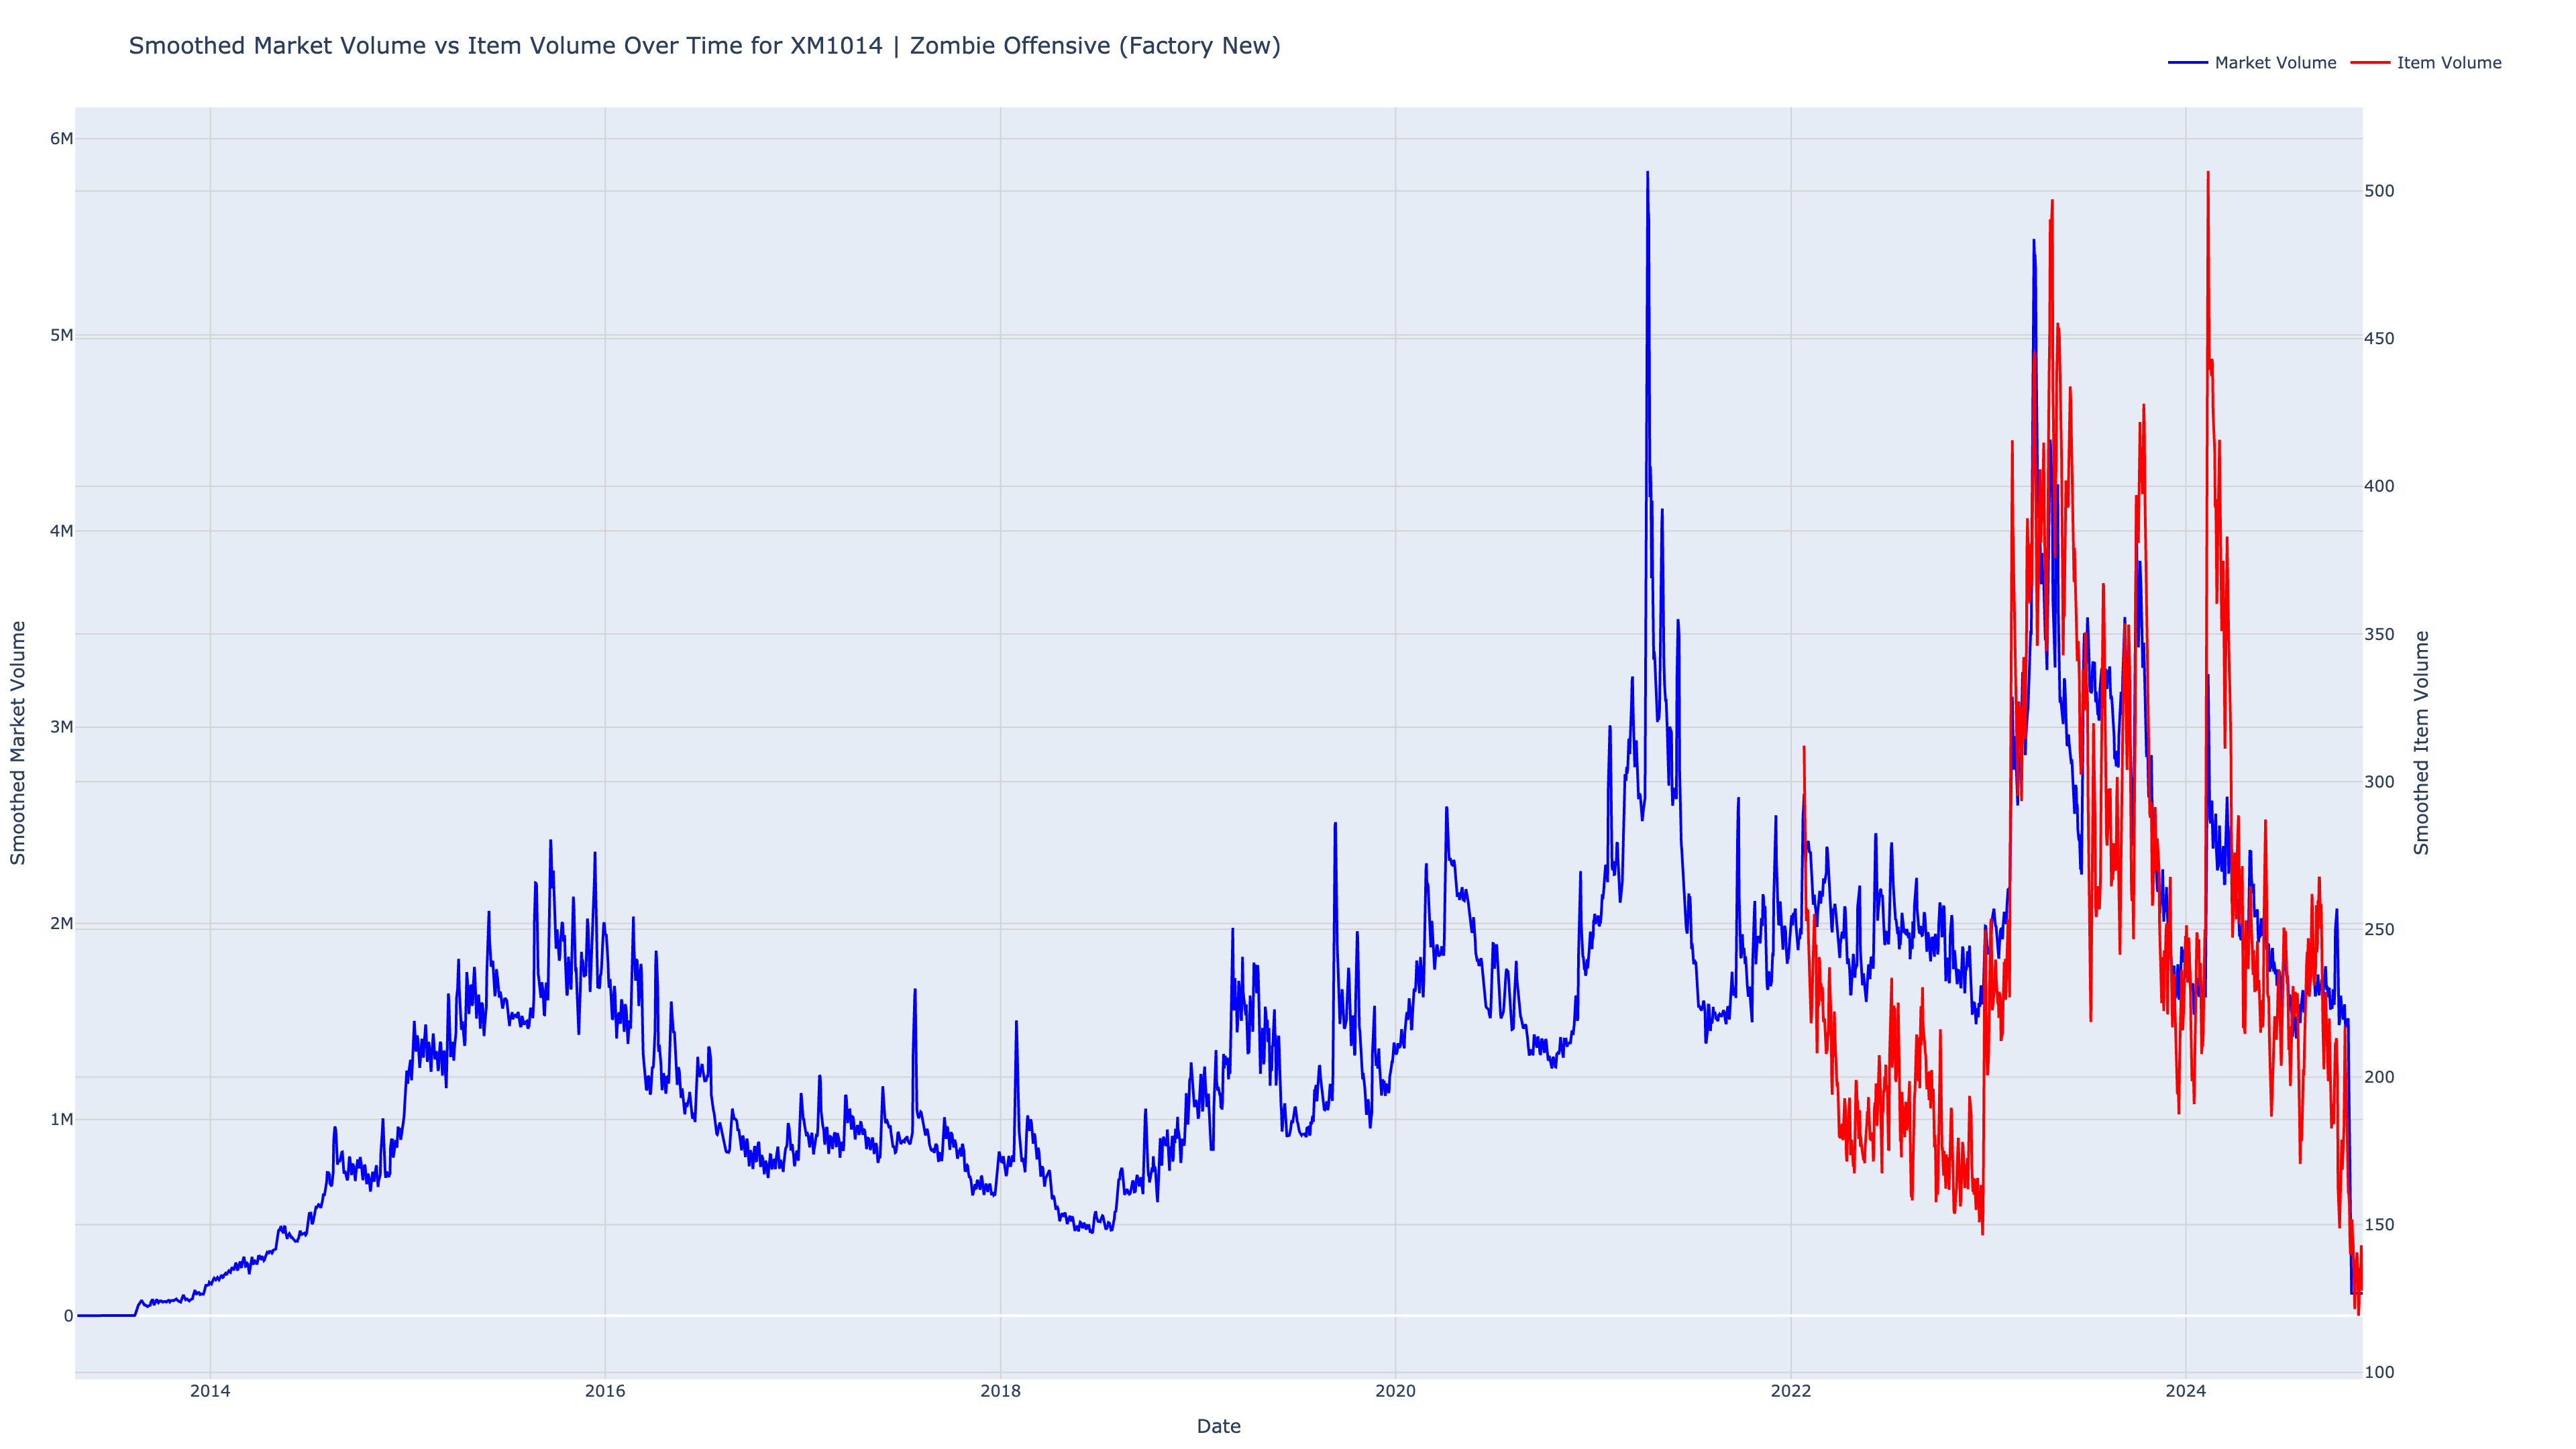 Smoothed Market Volume vs Item Volume Over Time for XM1014 | Zombie Offensive (Factory New)
Market Volume
Item Volume
6M
5M
4M
3M
2M
1M
0
Smoothed Market Volume
500
450
400
350
300
250
200
150
100
Smoothed Item Volume
2014
2016
2018
2020
2022
2024
Date